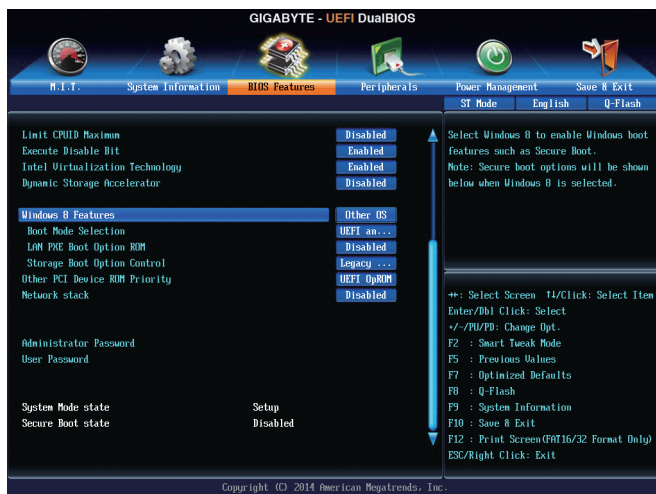 GIGABYTE - UEFI DualBIOS
M.I.T. System Information BIOS Features Peripherals Power Management Save & Exit
ST Mode English Q-Flash
Limit CPUID Maximum Disabled
Execute Disable Bit Enabled
Intel Virtualization Technology Enabled
Dynamic Storage Accelerator Disabled
Windows 8 Features Other OS
Boot Mode Selection UEFI an...
LAN PXE Boot Option ROM Disabled
Storage Boot Option Control Legacy ...
Other PCI Device ROM Priority UEFI OpROM
Network stack Disabled
Administrator Password
User Password
System Mode state Setup
Secure Boot state Disabled
Select Windows 8 to enable Windows boot
features such as Secure Boot.
Note: Secure boot options will be shown
below when Windows 8 is selected.
→←: Select Screen ↑↓/Click: Select Item
Enter/Dbl Click: Select
+/-/PU/PD: Change Opt.
F2 : Smart Tweak Mode
F5 : Previous Values
F7 : Optimized Defaults
F8 : Q-Flash
F9 : System Information
F10 : Save & Exit
F12 : Print Screen(FAT16/32 Format Only)
ESC/Right Click: Exit
Copyright (C) 2014 American Megatrends, Inc.